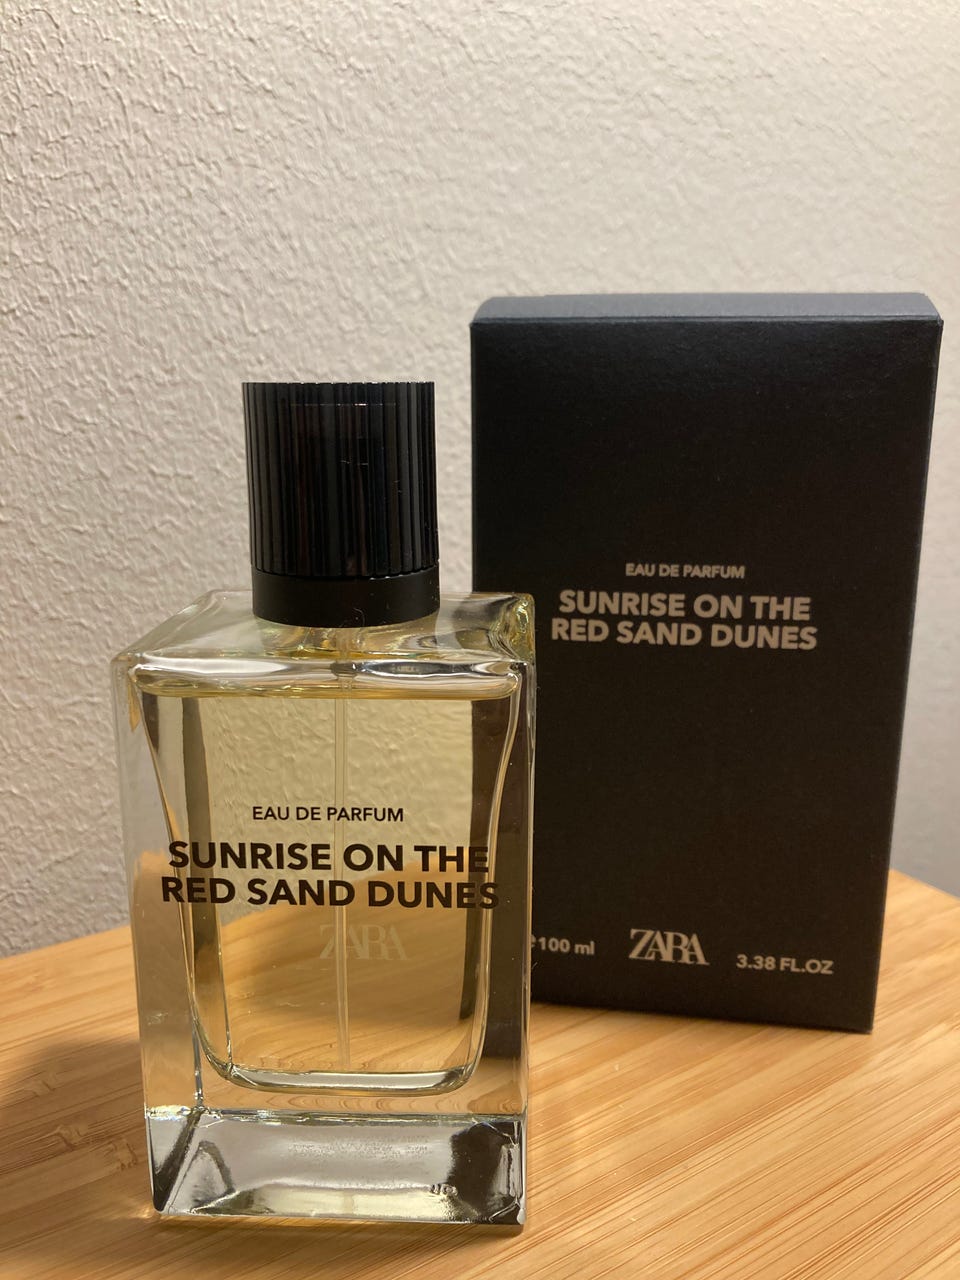 EAU DE PARFUM
SUNRISE ON THE
RED SAND DUNES
ZARA
EAU DE PARFUM
SUNRISE ON THE
RED SAND DUNES
100 ml ZARA 3.38 FL.OZ